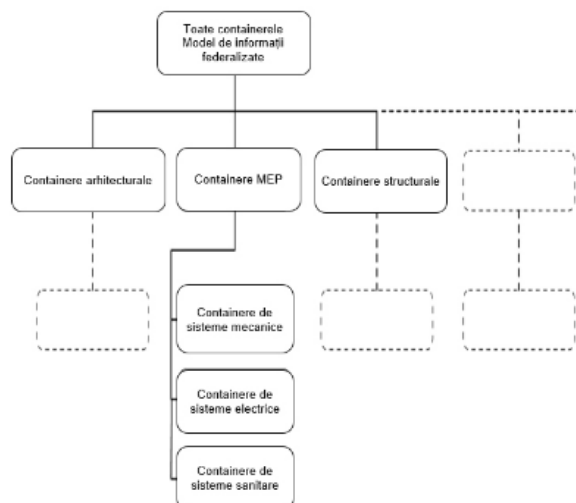 Toate containerele
Model de informații
federalizate
Containere arhitecturale
Containere MEP
Containere structurale
Containere de
sisteme mecanice
Containere de
sisteme electrice
Containere de
sisteme sanitare